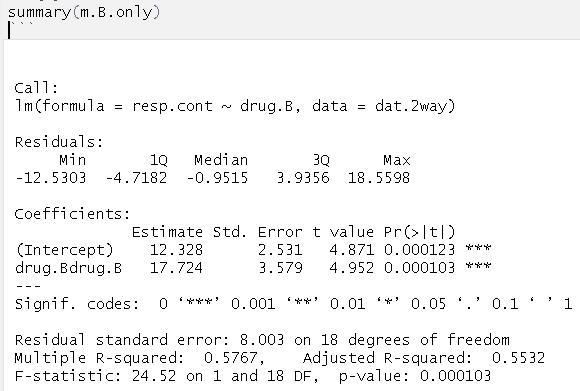 summary(m.B.only)
```
Call:
lm(formula = resp.cont ~ drug.B, data = dat.2way)
Residuals:
     Min       1Q   Median       3Q      Max
-12.5303  -4.7182  -0.9515   3.9356  18.5598
Coefficients:
             Estimate Std. Error t value Pr(>|t|)
(Intercept)    12.328      2.531   4.871 0.000123 ***
drug.Bdrug.B   17.724      3.579   4.952 0.000103 ***
---
Signif. codes:  0 ‘***’ 0.001 ‘**’ 0.01 ‘*’ 0.05 ‘.’ 0.1 ‘ ’ 1
Residual standard error: 8.003 on 18 degrees of freedom
Multiple R-squared:  0.5767,    Adjusted R-squared:  0.5532
F-statistic: 24.52 on 1 and 18 DF,  p-value: 0.000103